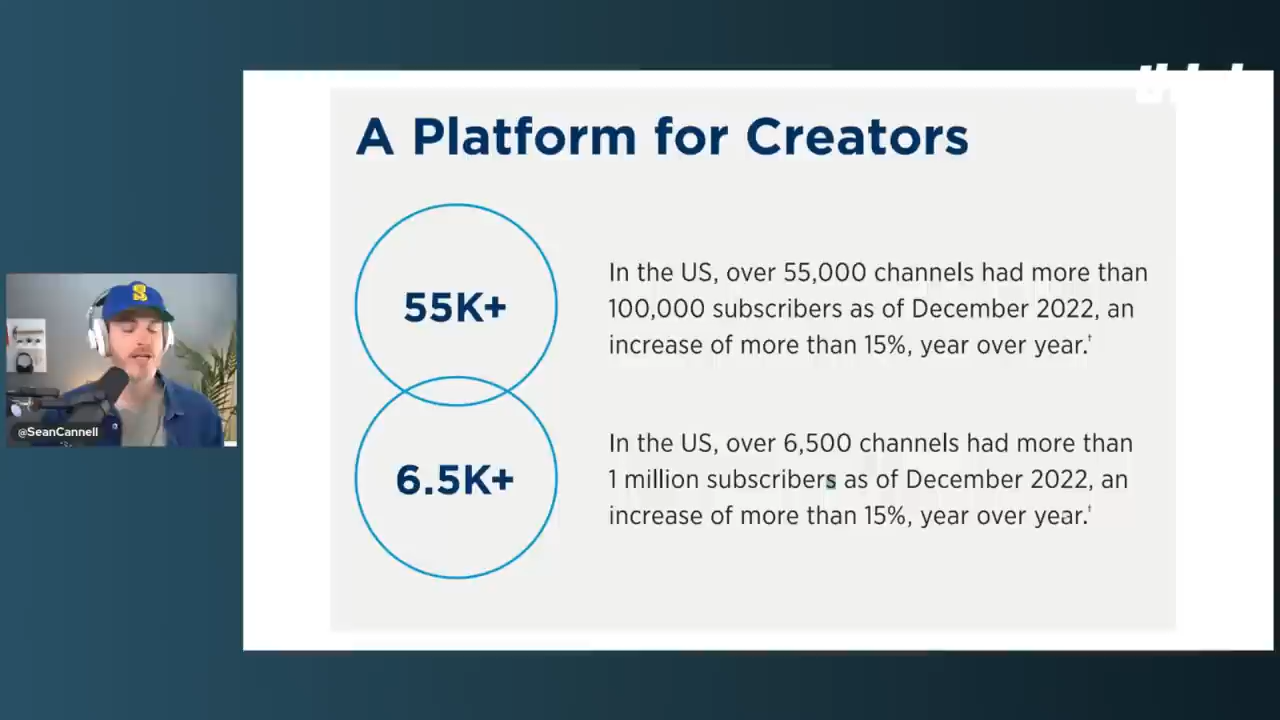 A Platform for Creators
55K+
In the US, over 55,000 channels had more than
100,000 subscribers as of December 2022, an
increase of more than 15%, year over year.†
6.5K+
In the US, over 6,500 channels had more than
1 million subscribers as of December 2022, an
increase of more than 15%, year over year.†
@SeanCannell
S